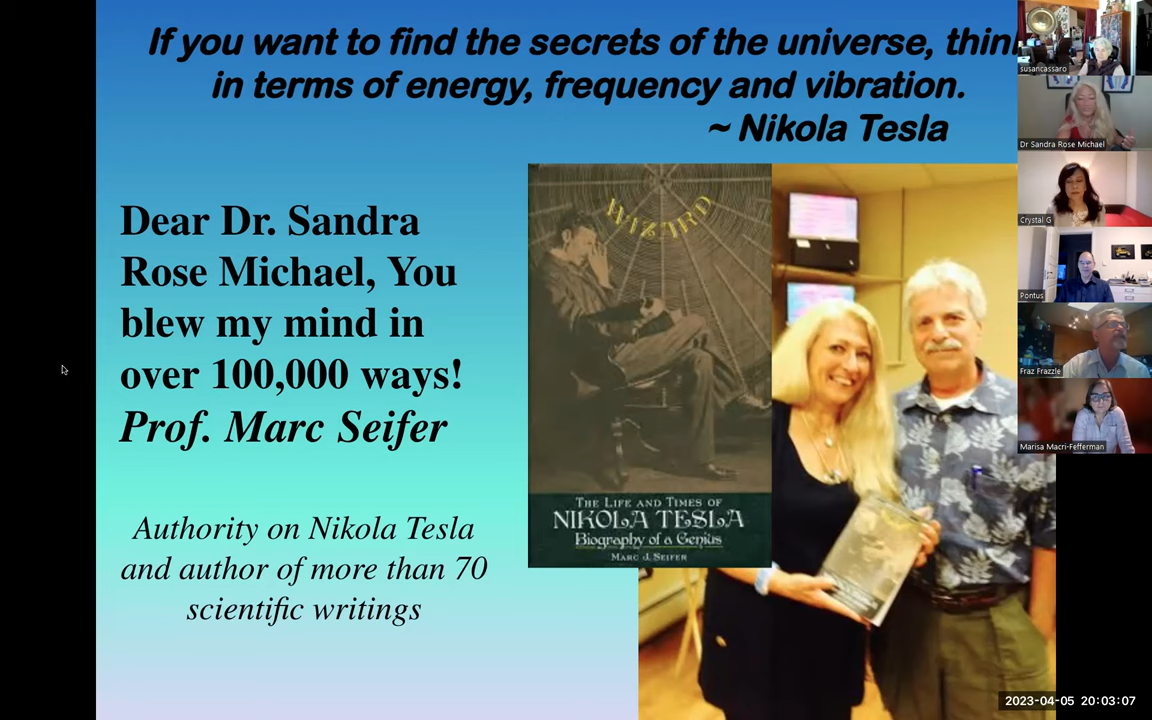 If you want to find the secrets of the universe, thin
in terms of energy, frequency and vibration.
~ Nikola Tesla
Dear Dr. Sandra
Rose Michael, You
blew my mind in
over 100,000 ways!
Prof. Marc Seifer
Authority on Nikola Tesla
and author of more than 70
scientific writings
WIZARD
THE LIFE AND TIMES OF
NIKOLA TESLA
Biography of a Genius
MARC J. SEIFER
susancassaro
Dr Sandra Rose Michael
Crystal G
Pontus
Fraz Frazzle
Marisa Macri-Fefferman
2023-04-05 20:03:07